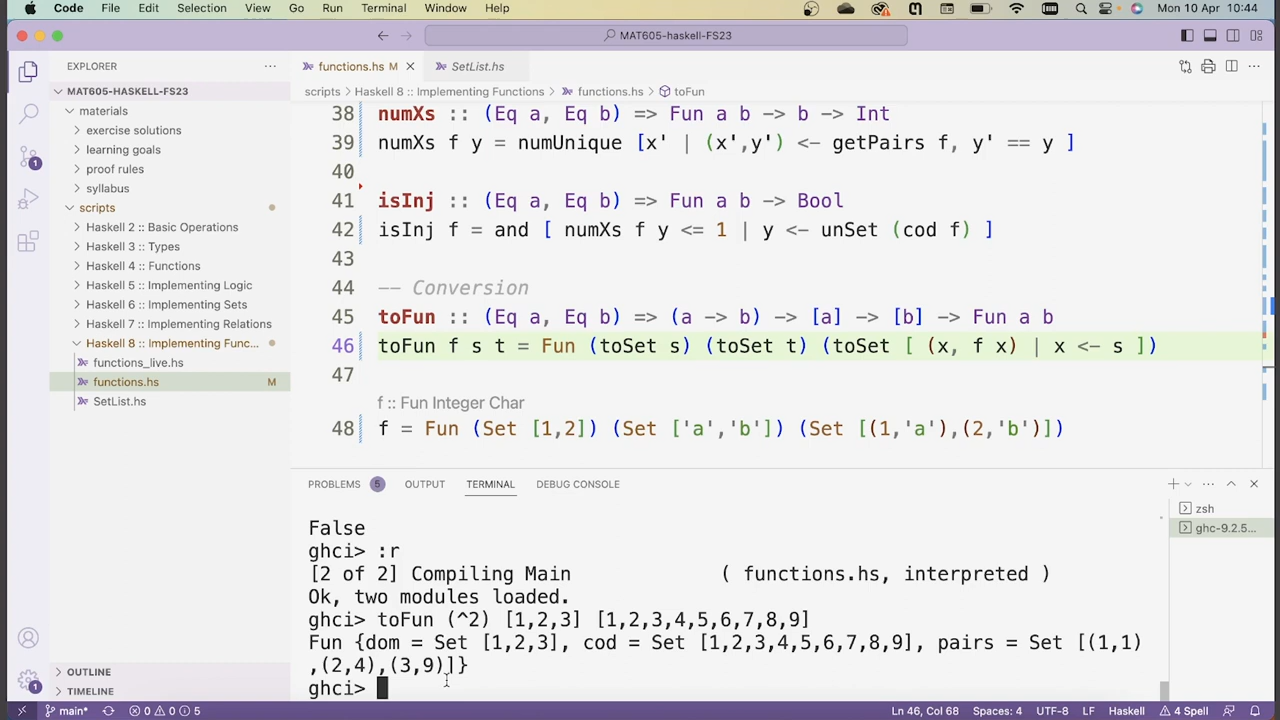 Code File Edit Selection View Go Run Terminal Window Help Mon 10 Apr 10:44
MAT605-haskell-FS23
EXPLORER ···
functions.hs M SetList.hs
MAT605-HASKELL-FS23
scripts > Haskell 8 :: Implementing Functions > functions.hs > toFun
materials
exercise solutions
learning goals
proof rules
syllabus
scripts
Haskell 2 :: Basic Operations
Haskell 3 :: Types
Haskell 4 :: Functions
Haskell 5 :: Implementing Logic
Haskell 6 :: Implementing Sets
Haskell 7 :: Implementing Relations
Haskell 8 :: Implementing Func...
functions_live.hs
functions.hs M
SetList.hs
OUTLINE
TIMELINE
38 numXs :: (Eq a, Eq b) => Fun a b -> b -> Int
39 numXs f y = numUnique [x' | (x',y') <- getPairs f, y' == y ]
40
41 isInj :: (Eq a, Eq b) => Fun a b -> Bool
42 isInj f = and [ numXs f y <= 1 | y <- unSet (cod f) ]
43
44 -- Conversion
45 toFun :: (Eq a, Eq b) => (a -> b) -> [a] -> [b] -> Fun a b
46 toFun f s t = Fun (toSet s) (toSet t) (toSet [ (x, f x) | x <- s ])
47
f :: Fun Integer Char
48 f = Fun (Set [1,2]) (Set ['a','b']) (Set [(1,'a'),(2,'b')])
PROBLEMS 5 OUTPUT TERMINAL DEBUG CONSOLE
zsh
ghc-9.2.5...
False
ghci> :r
[2 of 2] Compiling Main ( functions.hs, interpreted )
Ok, two modules loaded.
ghci> toFun (^2) [1,2,3] [1,2,3,4,5,6,7,8,9]
Fun {dom = Set [1,2,3], cod = Set [1,2,3,4,5,6,7,8,9], pairs = Set [(1,1)
,(2,4),(3,9)]}
ghci>
main* 0 0 5 Ln 46, Col 68 Spaces: 4 UTF-8 LF Haskell 4 Spell